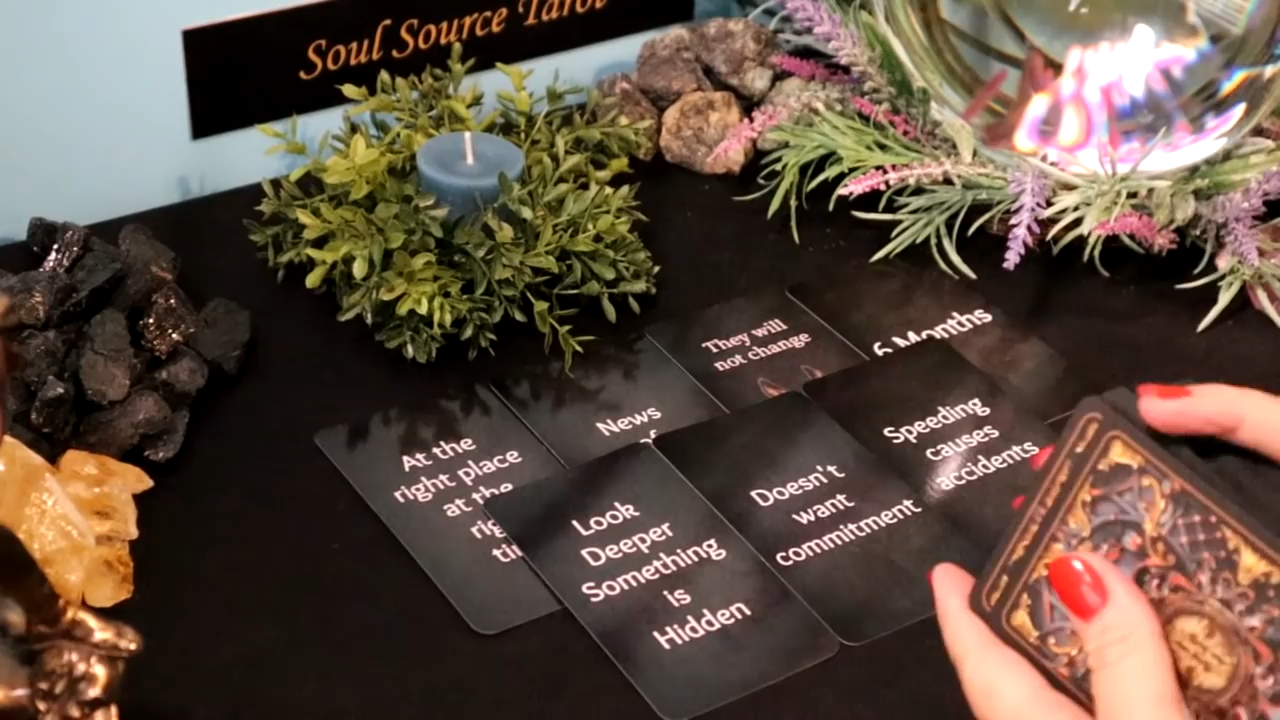 Soul Source Tarot
They will
not change
6 Months
News
At the
right place
at the
Speeding
causes
accidents
Doesn't
want
commitment
Look
Deeper
Something
is
Hidden